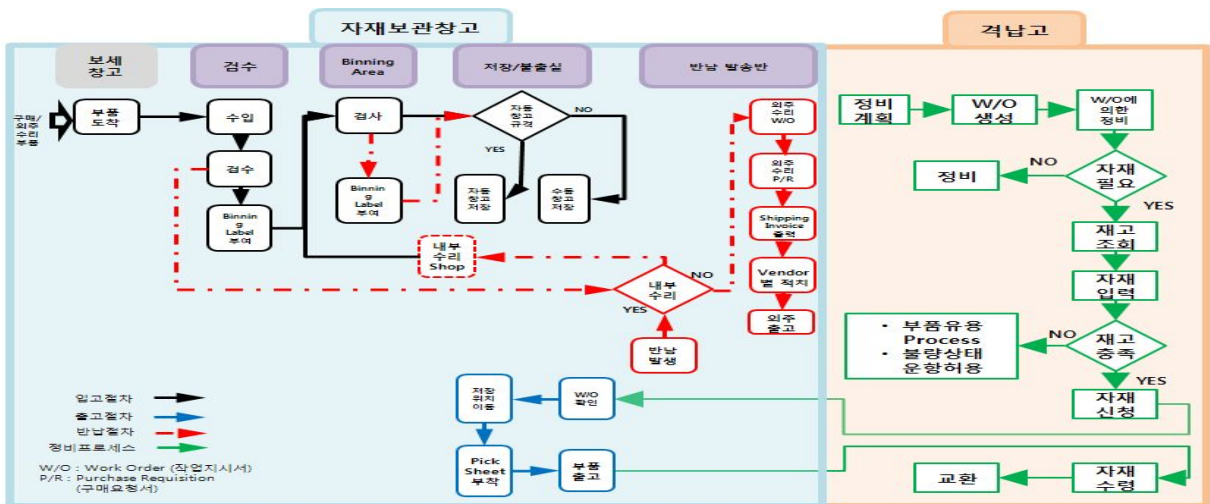 자재보관창고
격납고
보세
창고
검수
Binning
Area
저장/불출실
반납 발송반
구매/
외주
수리
부품
부품
도착
수입
검수
Binnin
g
Label
부여
검사
Binnin
g
Label
부여
자동
창고
규격
NO
YES
자동
창고
저장
수동
창고
저장
내부
수리
Shop
외주
수리
W/O
외주
수리
P/R
Shipping
Invoice
출력
Vendor
별 적치
외주
출고
내부
수리
NO
YES
반납
발생
저장
위치
이동
W/O
확인
Pick
Sheet
부착
부품
출고
정비
계획
W/O
생성
W/O에
의한
정비
자재
필요
NO
YES
정비
재고
조회
자재
입력
재고
충족
NO
YES
• 부품유용
Process
• 불량상태
운항허용
자재
신청
자재
수령
교환
입고절차
출고절차
반납절차
정비프로세스
W/O : Work Order (작업지시서)
P/R : Purchase Requisition
(구매요청서)